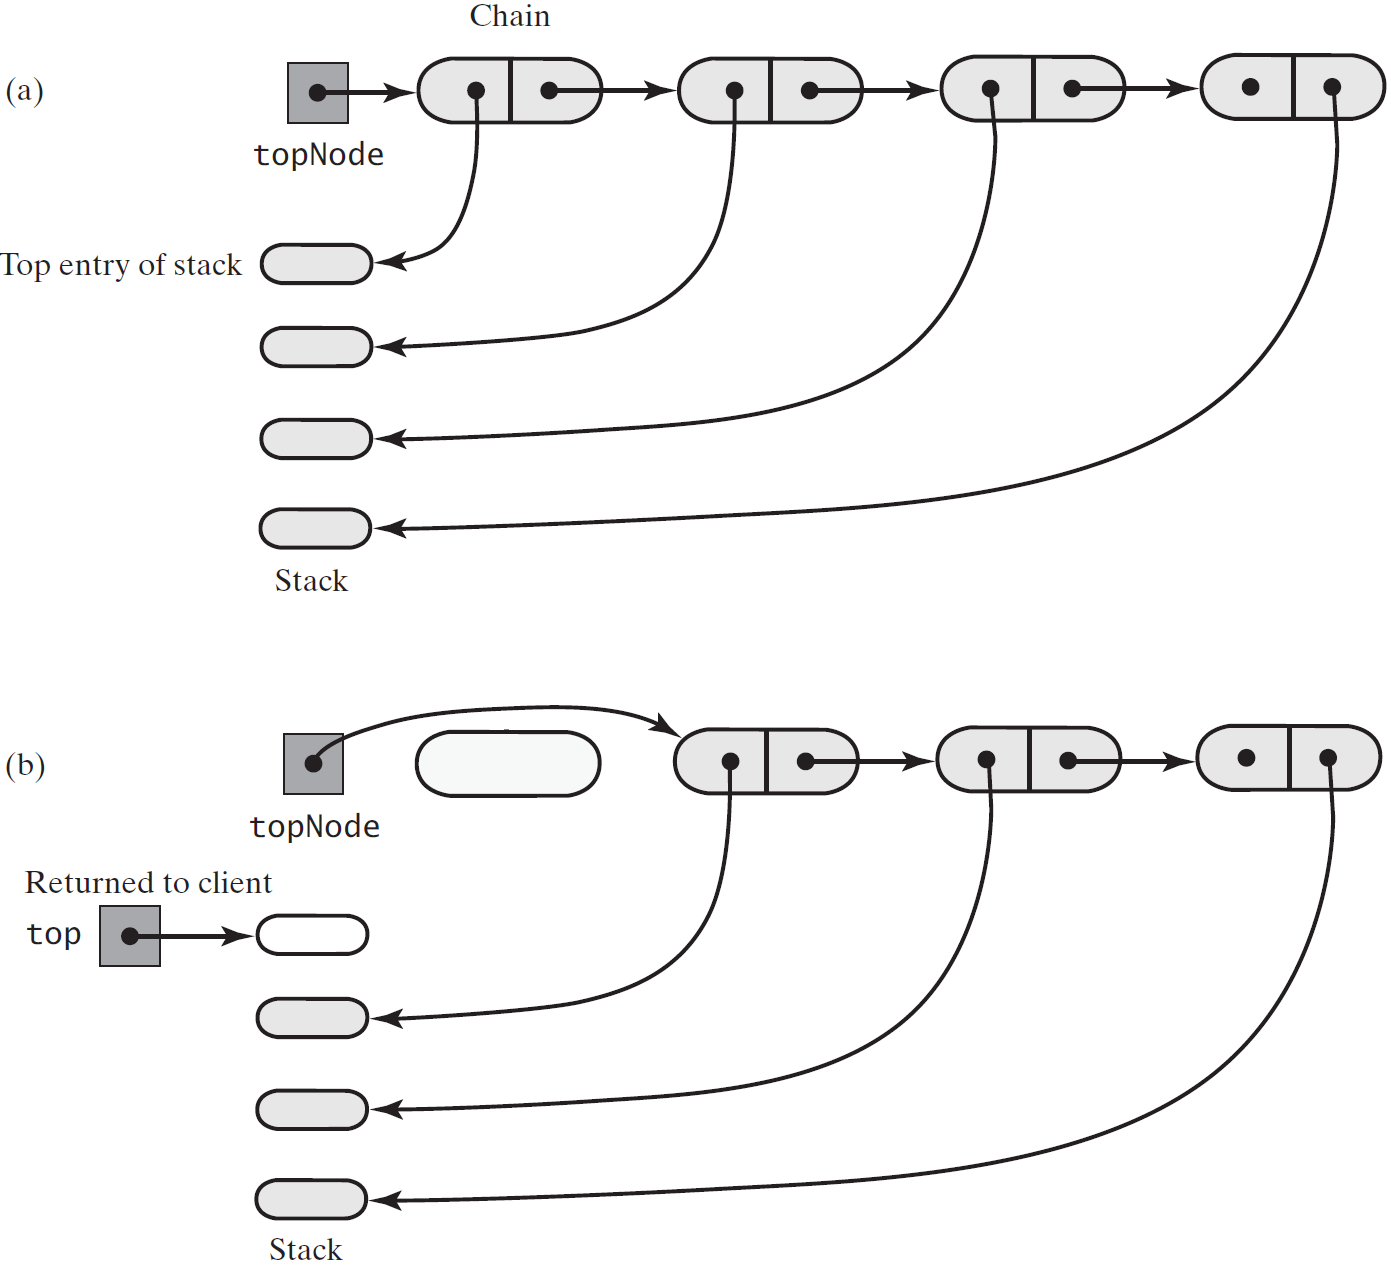 Chain
(a)
topNode
Top entry of stack
Stack
(b)
topNode
Returned to client
top
Stack